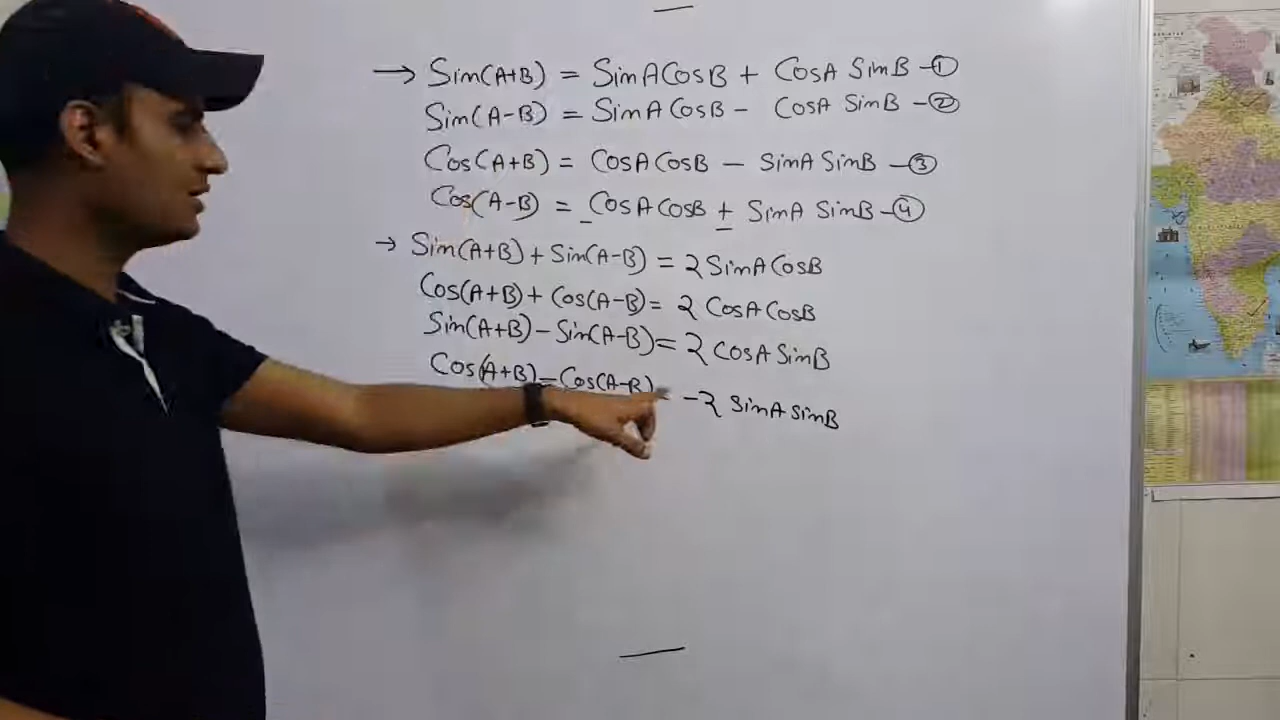 → Sin(A+B) = SinACosB + CosA SinB -①
Sin(A-B) = SinA CosB - CosA SinB -②
Cos(A+B) = CosA CosB - SinA SinB -③
Cos(A-B) = CosA CosB + SinA SinB -④
→ Sin(A+B) + Sin(A-B) = 2 SinA CosB
Cos(A+B) + Cos(A-B) = 2 CosA CosB
Sin(A+B) - Sin(A-B) = 2 CosA SinB
Cos(A+B) - Cos(A-B) -2 SinA SinB